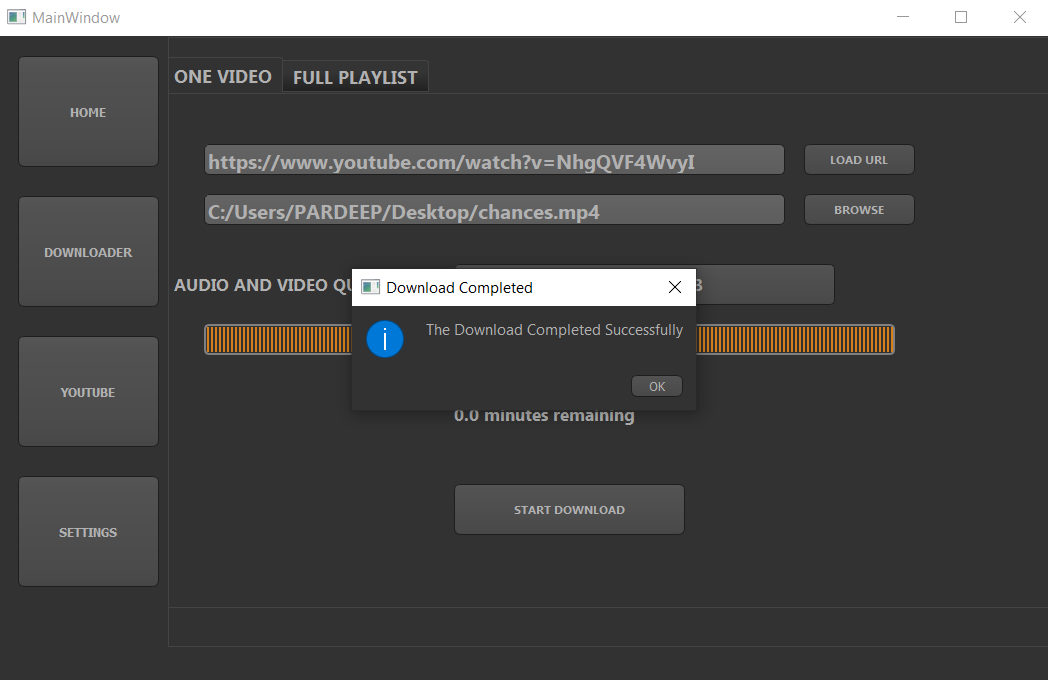 MainWindow
HOME
DOWNLOADER
YOUTUBE
SETTINGS
ONE VIDEO
FULL PLAYLIST
https://www.youtube.com/watch?v=NhgQVF4WvyI
LOAD URL
C:/Users/PARDEEP/Desktop/chances.mp4
BROWSE
AUDIO AND VIDEO
Download Completed
The Download Completed Successfully
OK
0.0 minutes remaining
START DOWNLOAD